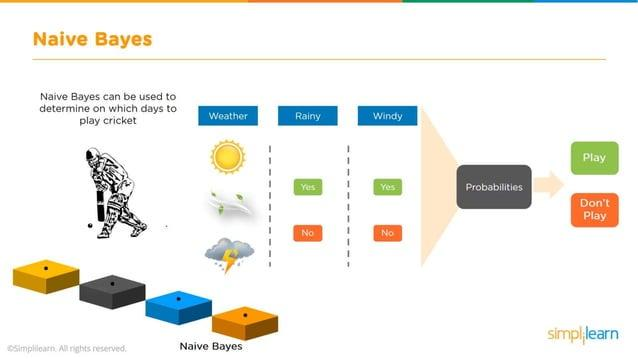 Naive Bayes
Naive Bayes can be used to
determine on which days to
play cricket
Weather
Rainy
Windy
Yes
Yes
No
No
Probabilities
Play
Don't
Play
Naive Bayes
©Simplilearn. All rights reserved.
simplilearn